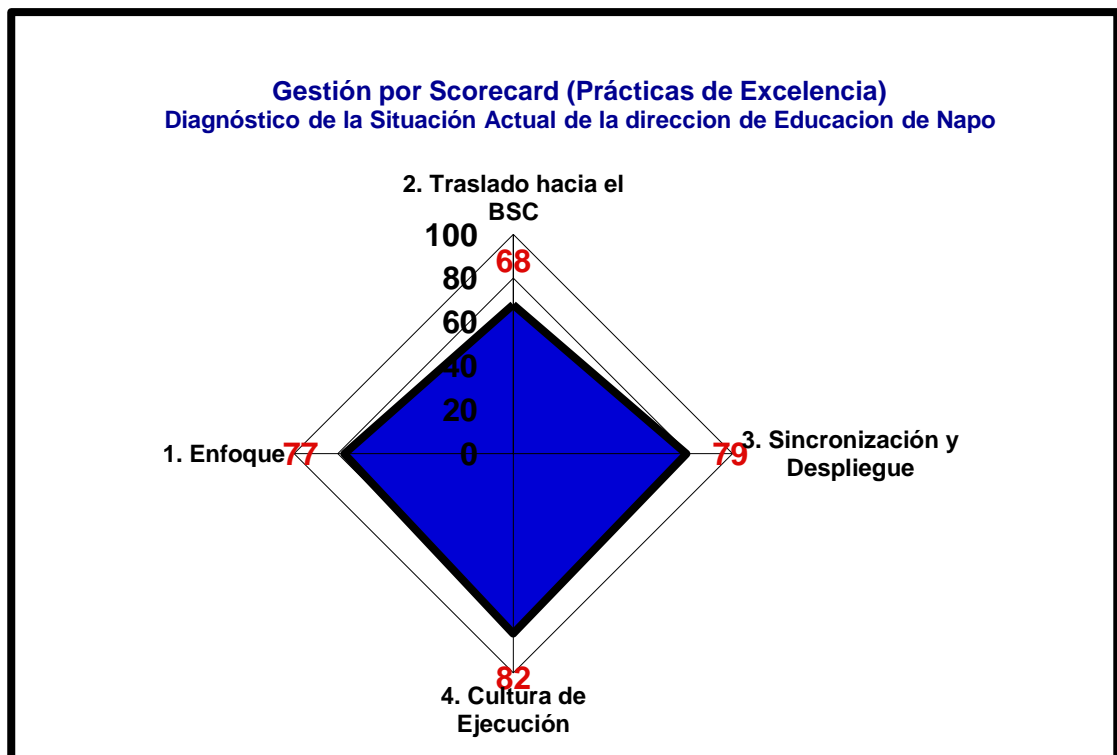 Gestión por Scorecard (Prácticas de Excelencia)
Diagnóstico de la Situación Actual de la direccion de Educacion de Napo
2. Traslado hacia el
BSC
100
68
80
60
40
20
1. Enfoque
77
0
79
3. Sincronización y
Despliegue
82
4. Cultura de
Ejecución